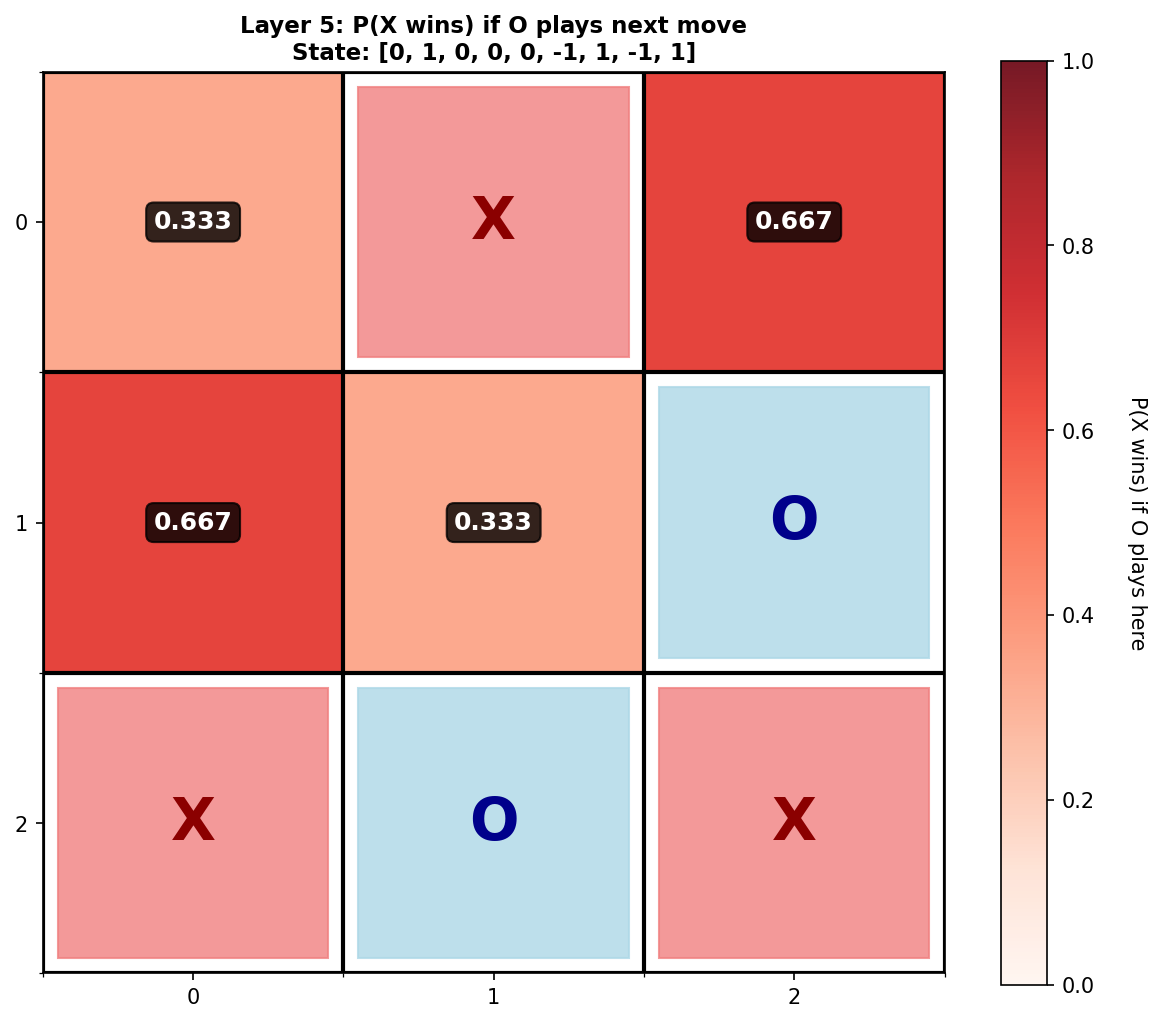 Layer 5: P(X wins) if O plays next move
State: [0, 1, 0, 0, 0, -1, 1, -1, 1]
0.333
X
0.667
0.667
0.333
O
X
O
X
0
1
2
0
1
2
1.0
0.8
0.6
0.4
0.2
0.0
P(X wins) if O plays here